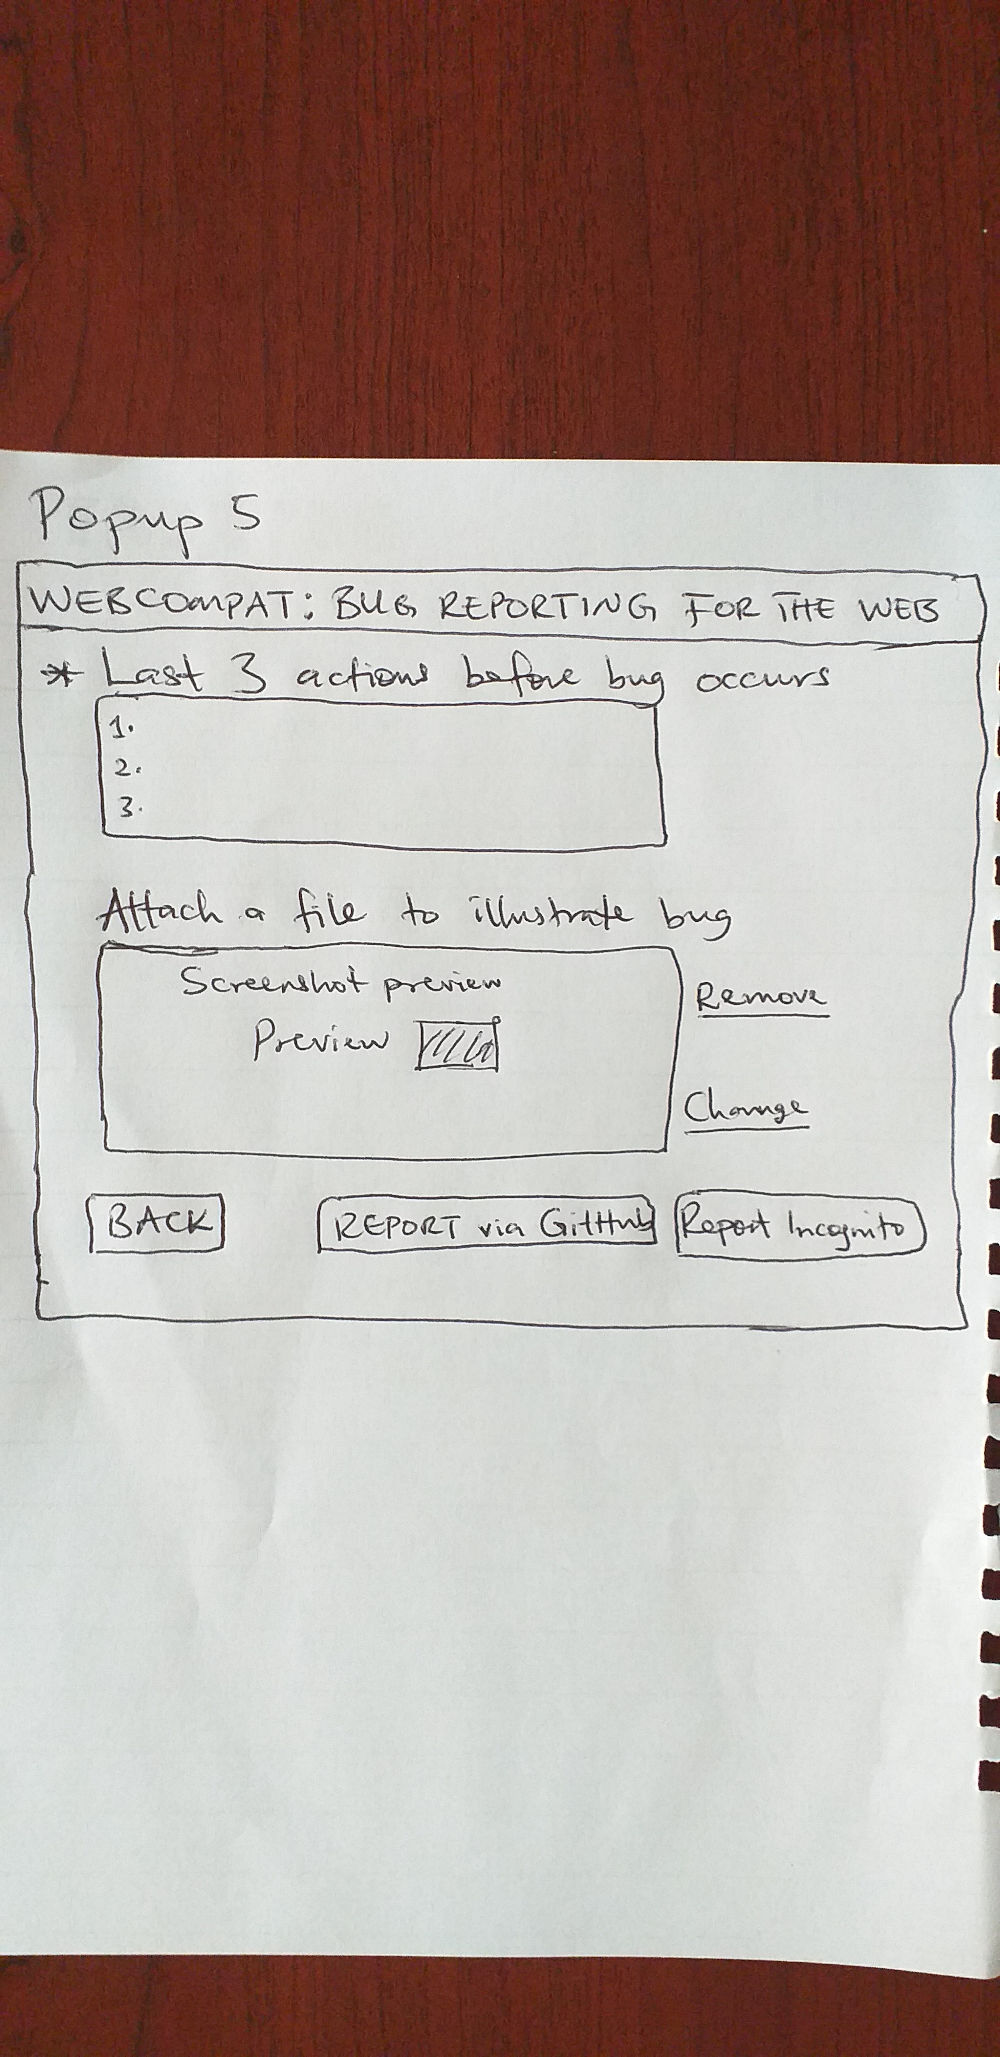 Popup 5
WEBCOMPAT: BUG REPORTING FOR THE WEB
* Last 3 actions before bug occurs
1.
2.
3.
Attach a file to illustrate bug
Screenshot preview
Remove
Preview
Change
BACK
REPORT via GitHub
Report Incognito